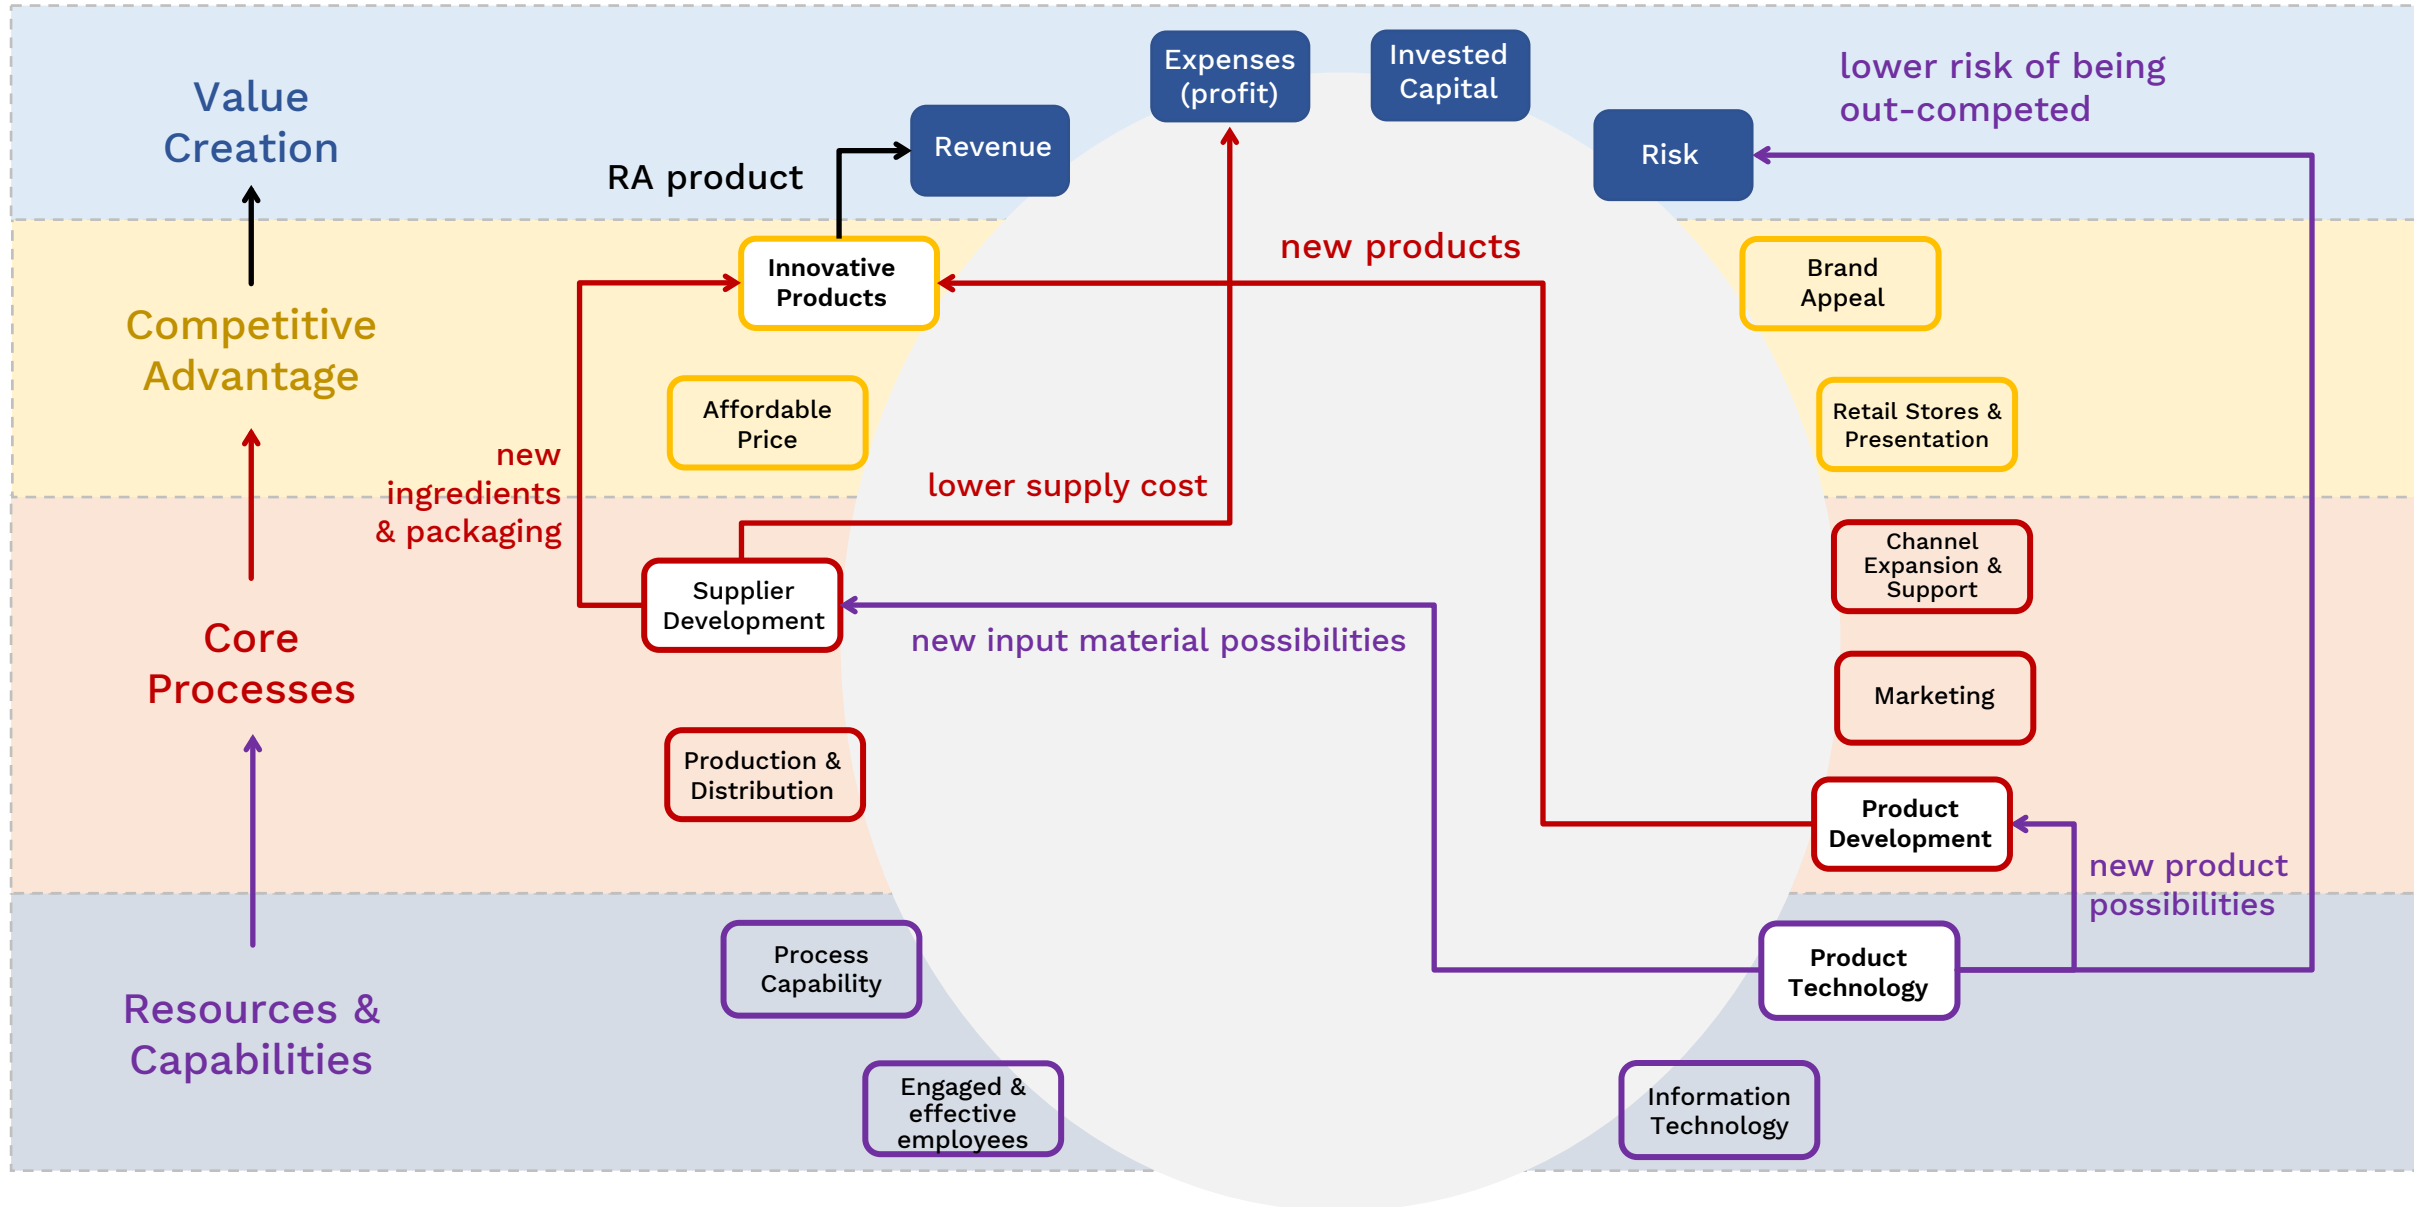 Value
Creation
Competitive
Advantage
Core
Processes
Resources &
Capabilities
Expenses
(profit)
Invested
Capital
Revenue
Risk
lower risk of being
out-competed
RA product
Innovative
Products
new products
Brand
Appeal
Affordable
Price
Retail Stores &
Presentation
new
ingredients
& packaging
lower supply cost
Supplier
Development
new input material possibilities
Channel
Expansion &
Support
Marketing
Production &
Distribution
Product
Development
new product
possibilities
Process
Capability
Product
Technology
Engaged &
effective
employees
Information
Technology